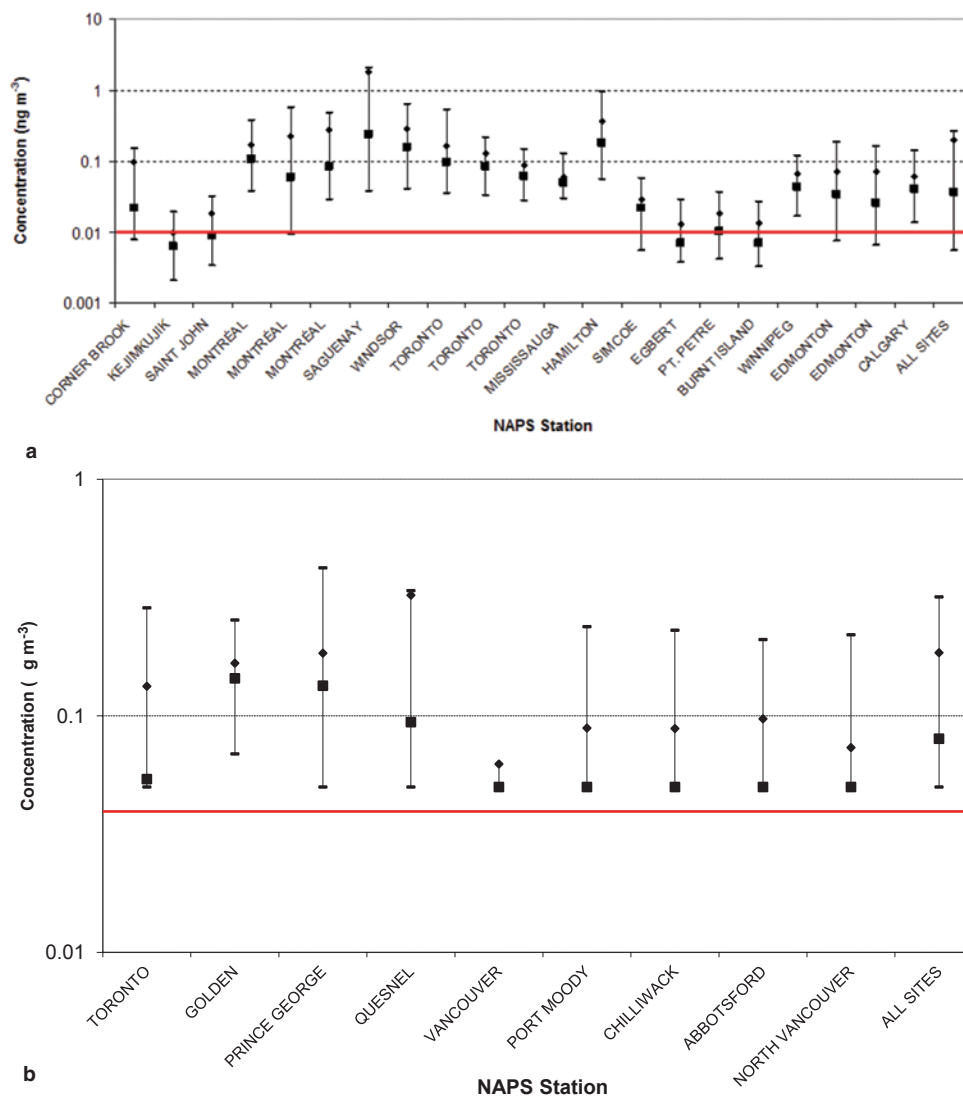 10
1
0.1
0.01
0.001
Concentration (ng m-3)
CORNER BROOK
KEJIMKUJIK
SAINT JOHN
MONTRÉAL
MONTRÉAL
MONTRÉAL
SAGUENAY
WINDSOR
TORONTO
TORONTO
TORONTO
MISSISSAUGA
HAMILTON
SIMCOE
EGBERT
PT. PETRE
BURNT ISLAND
WINNIPEG
EDMONTON
EDMONTON
CALGARY
ALL SITES
NAPS Station
a
1
0.1
0.01
Concentration ( g m-3)
TORONTO
GOLDEN
PRINCE GEORGE
QUESNEL
VANCOUVER
PORT MOODY
CHILLIWACK
ABBOTSFORD
NORTH VANCOUVER
ALL SITES
NAPS Station
b